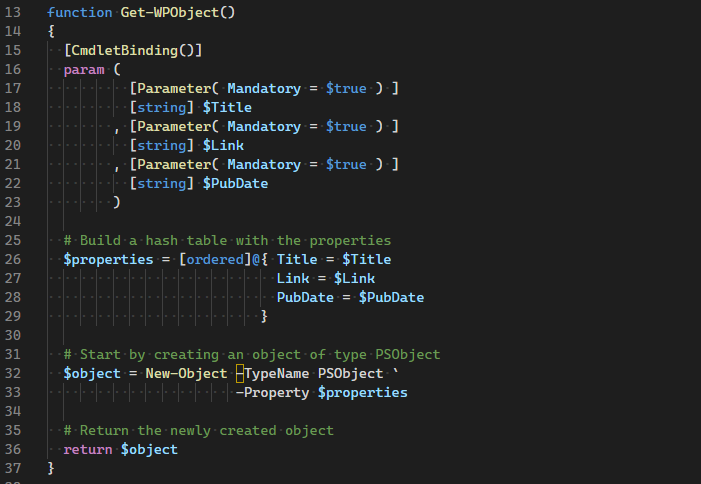 13 function Get-WPObject()
14 {
15   [CmdletBinding()]
16   param (
17           [Parameter( Mandatory = $true ) ]
18           [string] $Title
19         , [Parameter( Mandatory = $true ) ]
20           [string] $Link
21         , [Parameter( Mandatory = $true ) ]
22           [string] $PubDate
23         )
24
25   # Build a hash table with the properties
26   $properties = [ordered]@{ Title = $Title
27                             Link = $Link
28                             PubDate = $PubDate
29                           }
30
31   # Start by creating an object of type PSObject
32   $object = New-Object -TypeName PSObject `
33                        -Property $properties
34
35   # Return the newly created object
36   return $object
37 }